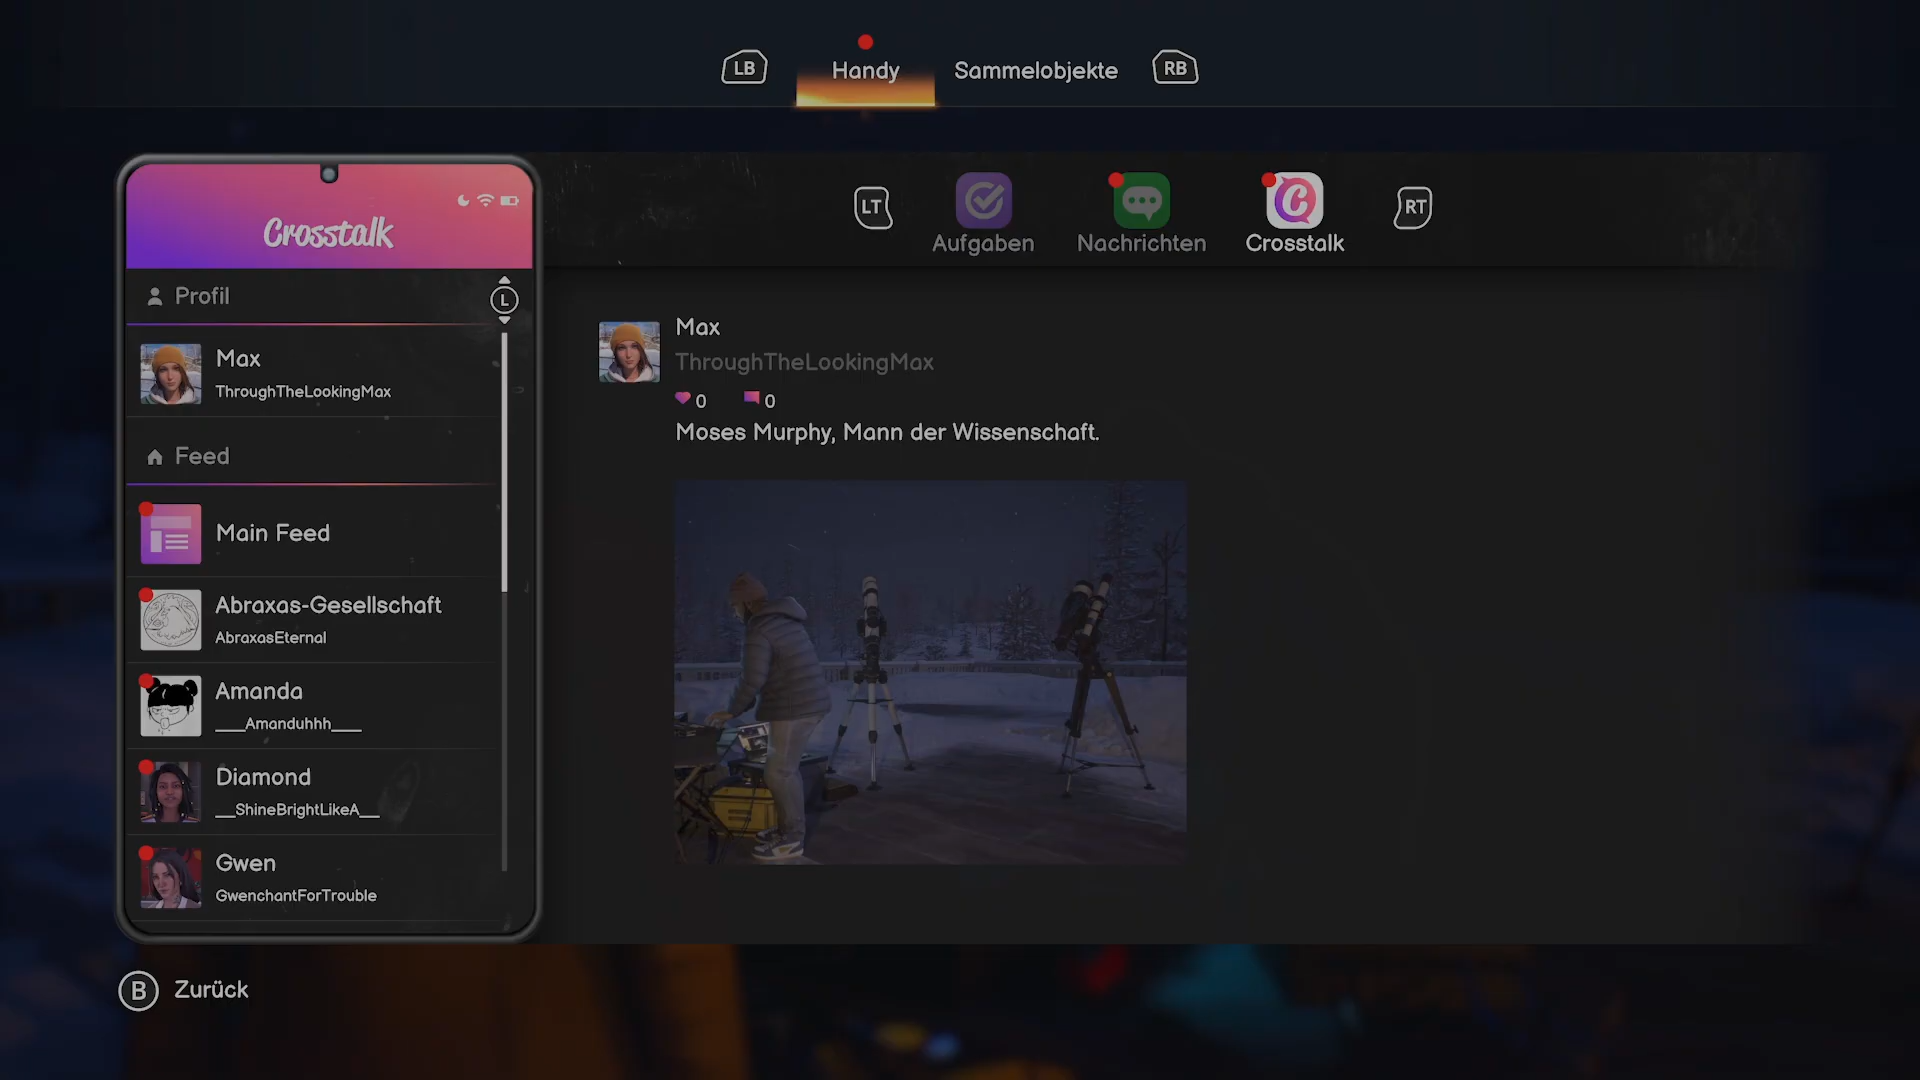 LB
Handy
Sammelobjekte
RB
Crosstalk
LT
Aufgaben
Nachrichten
Crosstalk
RT
Profil
L
Max
ThroughTheLookingMax
Feed
Main Feed
Abraxas-Gesellschaft
AbraxasEternal
Amanda
___Amanduhhh___
Diamond
__ShineBrightLikeA__
Gwen
GwenchantForTrouble
Max
ThroughTheLookingMax
0 0
Moses Murphy, Mann der Wissenschaft.
B Zurück